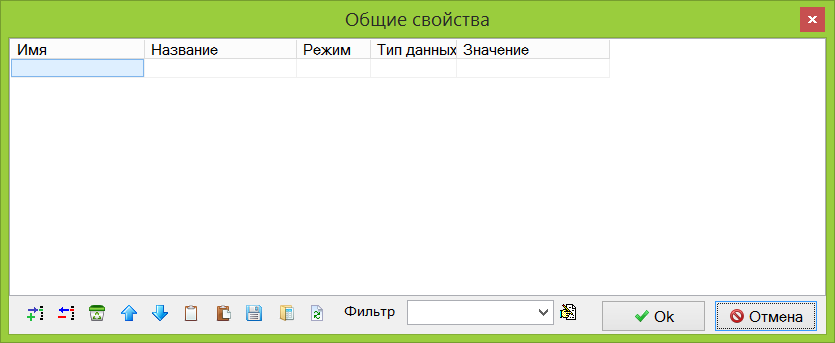 Общие свойства
Имя Название Режим Тип данных Значение
Фильтр Ok Отмена